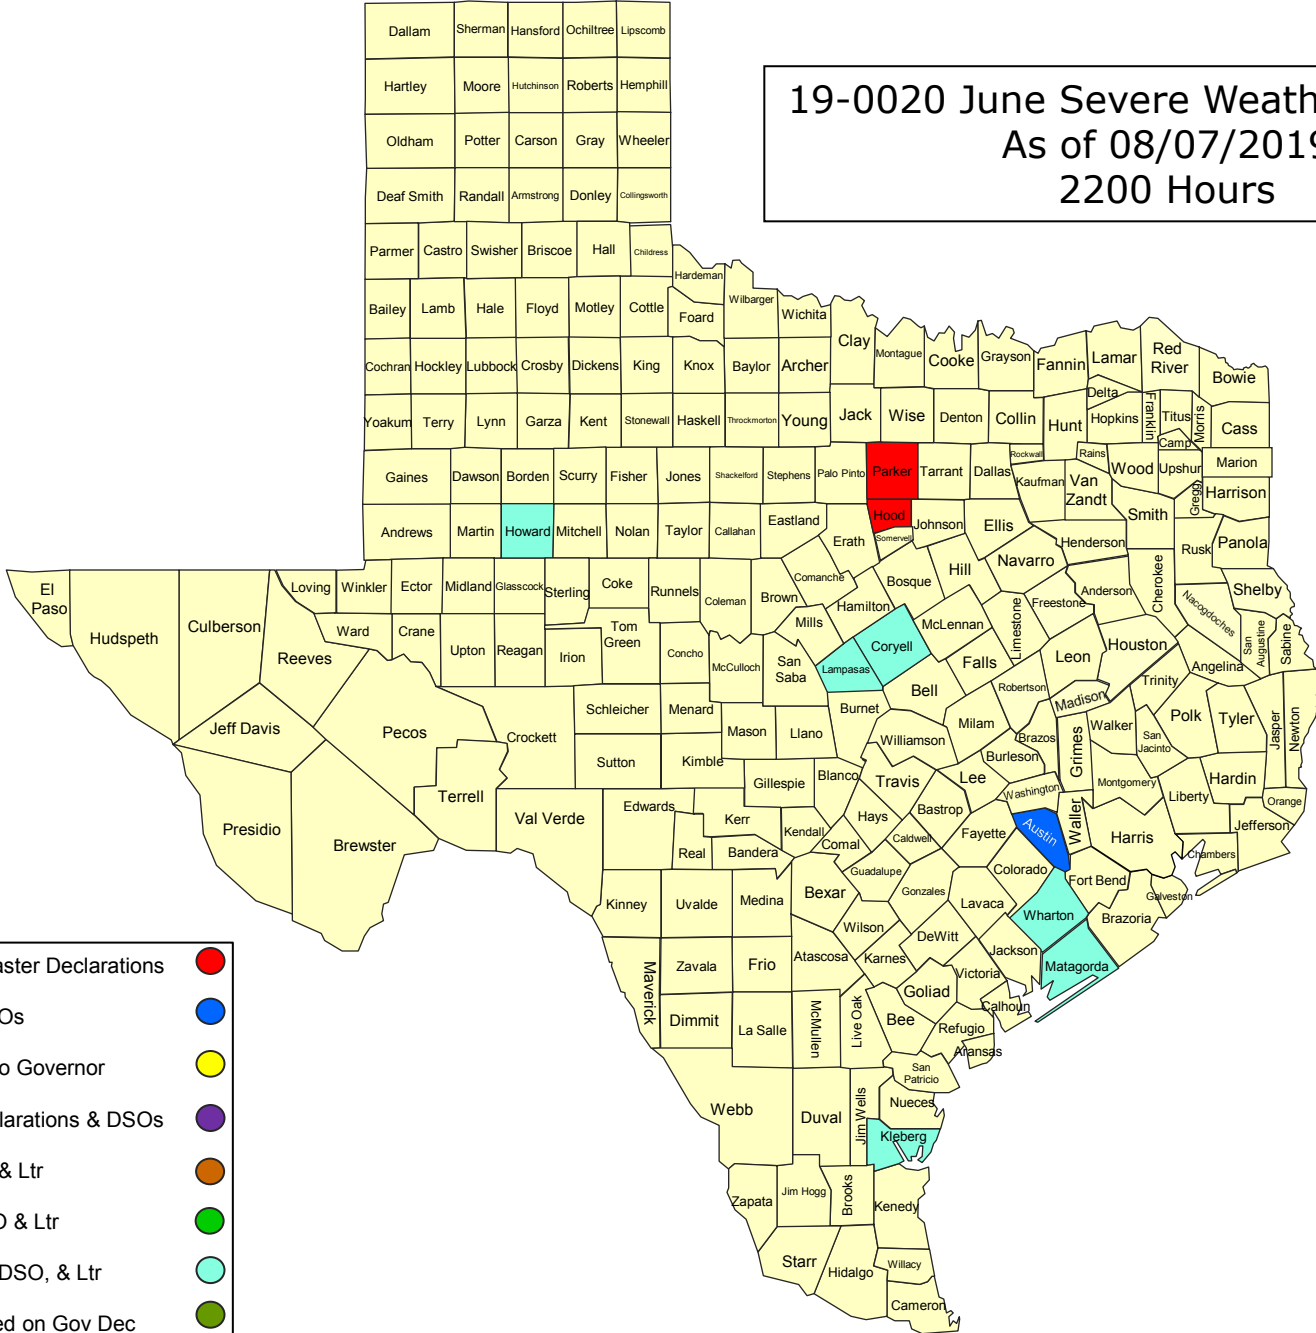 Dallam Sherman Hansford Ochiltree Lipscomb
Hartley Moore Hutchinson Roberts Hemphill
19-0020 June Severe Weath
As of 08/07/2019
2200 Hours
Oldham Potter Carson Gray Wheeler
Deaf Smith Randall Armstrong Donley Collingsworth
Parmer Castro Swisher Briscoe Hall Childress
Hardeman
Bailey Lamb Hale Floyd Motley Cottle Foard Wilbarger Wichita
Clay Montague Cooke Grayson Fannin Lamar Red
River Bowie
Cochran Hockley Lubbock Crosby Dickens King Knox Baylor Archer
Delta
Yoakum Terry Lynn Garza Kent Stonewall Haskell Throckmorton Young Jack Wise Denton Collin Hunt Hopkins Franklin Titus Morris Cass
Camp
Gaines Dawson Borden Scurry Fisher Jones Shackelford Stephens Palo Pinto Parker Tarrant Dallas Rockwall Kaufman Rains Van
Zandt Wood Upshur Marion
Gregg Harrison
Andrews Martin Howard Mitchell Nolan Taylor Callahan Eastland Erath Hood Somervell Johnson Ellis Henderson Smith Rusk Panola
El
Paso Hudspeth Culberson Reeves Loving Winkler Ector Midland Glasscock Sterling Coke Runnels Coleman Brown Comanche Hamilton Bosque Hill Navarro Freestone Anderson Cherokee Nacogdoches Shelby
Ward Crane Upton Reagan Irion Tom
Green Concho McCulloch San
Saba Mills Lampasas Coryell McLennan Falls Limestone Leon Houston Angelina San
Augustine Sabine
Jeff Davis Pecos Crockett Schleicher Menard Mason Llano Burnet Bell Milam Robertson Madison Trinity Polk Tyler Jasper Newton
Terrell Sutton Kimble Gillespie Blanco Williamson Travis Lee Burleson Brazos Grimes Walker San
Jacinto Hardin
Presidio Brewster Val Verde Edwards Kerr Kendall Hays Bastrop Washington Montgomery Liberty Orange
Real Bandera Comal Caldwell Fayette Austin Waller Harris Jefferson
Chambers
Kinney Uvalde Medina Bexar Guadalupe Gonzales Lavaca Colorado Fort Bend Galveston
Wilson DeWitt Wharton Brazoria
Maverick Zavala Frio Atascosa Karnes Victoria Jackson Matagorda
Dimmit La Salle McMullen Live Oak Bee Goliad Refugio Calhoun
Aransas
San
Patricio
Webb Duval Jim Wells Nueces
Kleberg
Zapata Jim Hogg Brooks Kenedy
Starr Hidalgo Willacy
Cameron
aster Declarations
Os
o Governor
larations & DSOs
& Ltr
O & Ltr
DSO, & Ltr
ed on Gov Dec